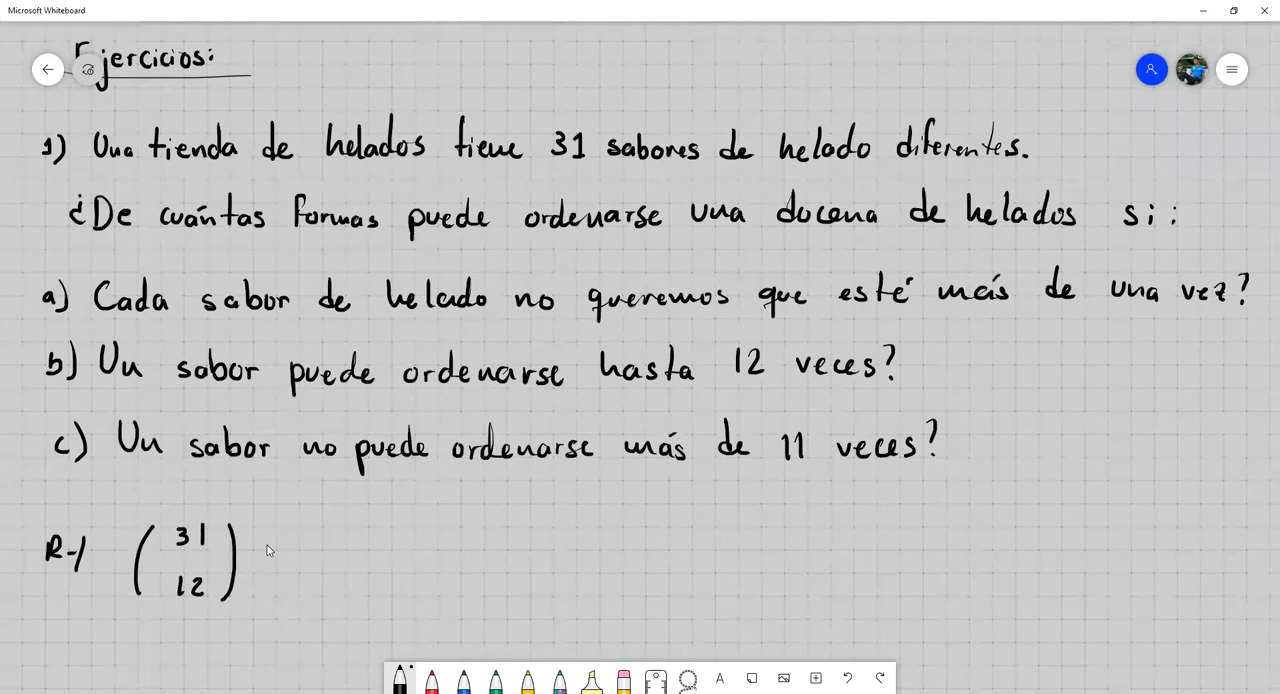 Microsoft Whiteboard
Ejercicios:
1) Una tienda de helados tiene 31 sabores de helado diferentes.
¿De cuántas formas puede ordenarse una docena de helados si:
a) Cada sabor de helado no queremos que esté más de una vez?
b) Un sabor puede ordenarse hasta 12 veces?
c) Un sabor no puede ordenarse más de 11 veces?
R-/ (31
12)
A